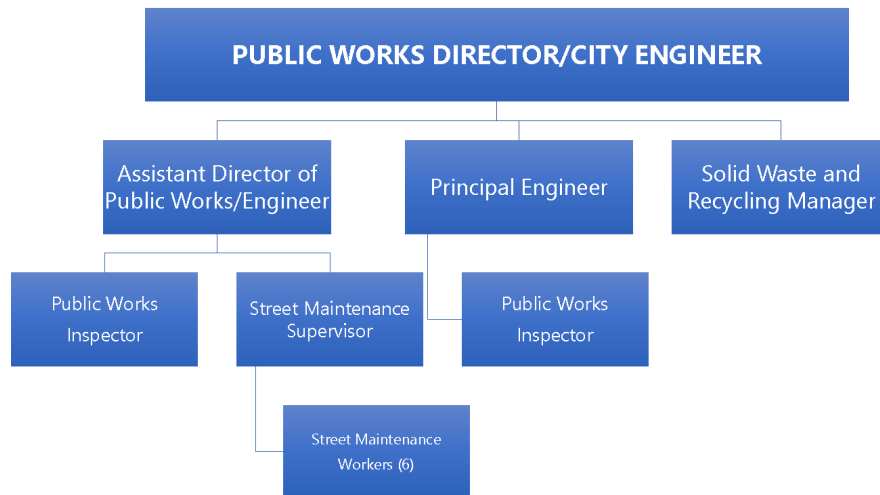 PUBLIC WORKS DIRECTOR/CITY ENGINEER
Assistant Director of
Public Works/Engineer
Principal Engineer
Solid Waste and
Recycling Manager
Public Works
Inspector
Street Maintenance
Supervisor
Public Works
Inspector
Street Maintenance
Workers (6)